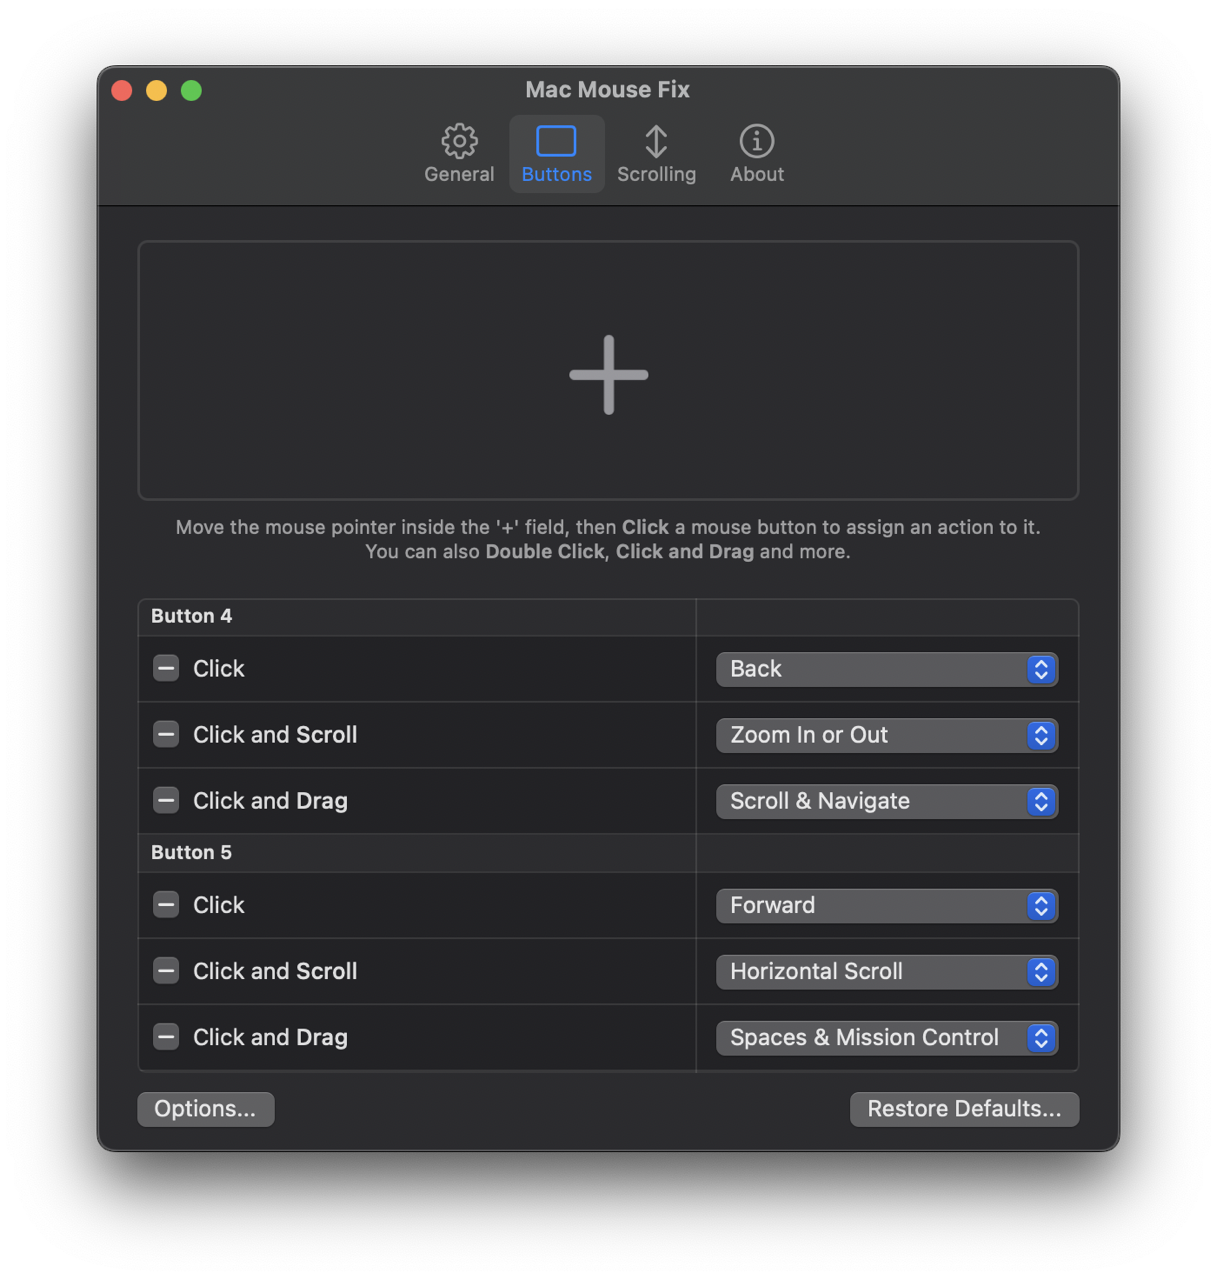 Mac Mouse Fix
General
Buttons
Scrolling
About
Move the mouse pointer inside the '+' field, then Click a mouse button to assign an action to it.
You can also Double Click, Click and Drag and more.
Button 4
Click
Back
Click and Scroll
Zoom In or Out
Click and Drag
Scroll & Navigate
Button 5
Click
Forward
Click and Scroll
Horizontal Scroll
Click and Drag
Spaces & Mission Control
Options...
Restore Defaults...